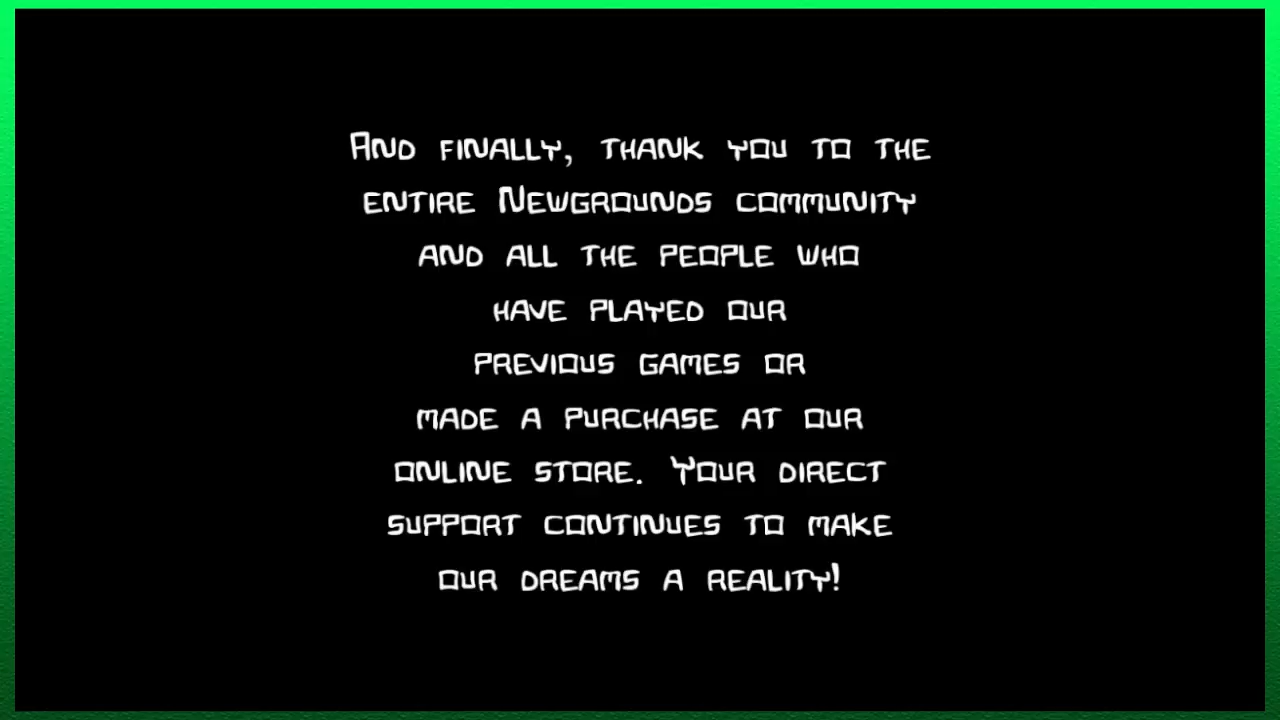 And finally, thank you to the
entire Newgrounds community
and all the people who
have played our
previous games or
made a purchase at our
online store. Your direct
support continues to make
our dreams a reality!